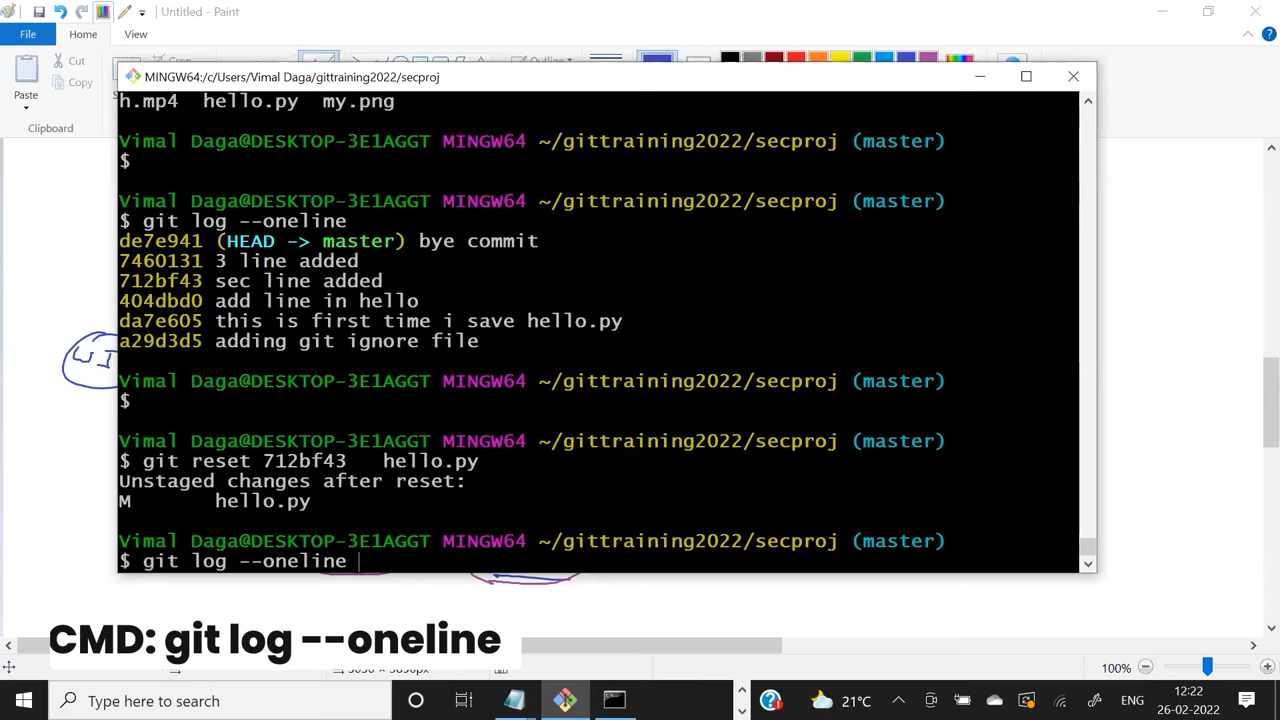 Untitled - Paint
File
Home
View
Cut
Copy
Paste
Clipboard
MINGW64:/c/Users/Vimal Daga/gittraining2022/secproj
h.mp4 hello.py my.png
Vimal Daga@DESKTOP-3E1AGGT MINGW64 ~/gittraining2022/secproj (master)
$
Vimal Daga@DESKTOP-3E1AGGT MINGW64 ~/gittraining2022/secproj (master)
$ git log --oneline
de7e941 (HEAD -> master) bye commit
7460131 3 line added
712bf43 sec line added
404dbd0 add line in hello
da7e605 this is first time i save hello.py
a29d3d5 adding git ignore file
Vimal Daga@DESKTOP-3E1AGGT MINGW64 ~/gittraining2022/secproj (master)
$
Vimal Daga@DESKTOP-3E1AGGT MINGW64 ~/gittraining2022/secproj (master)
$ git reset 712bf43 hello.py
Unstaged changes after reset:
M hello.py
Vimal Daga@DESKTOP-3E1AGGT MINGW64 ~/gittraining2022/secproj (master)
$ git log --oneline
CMD: git log --oneline
100%
Type here to search
21°C
ENG
12:22
26-02-2022